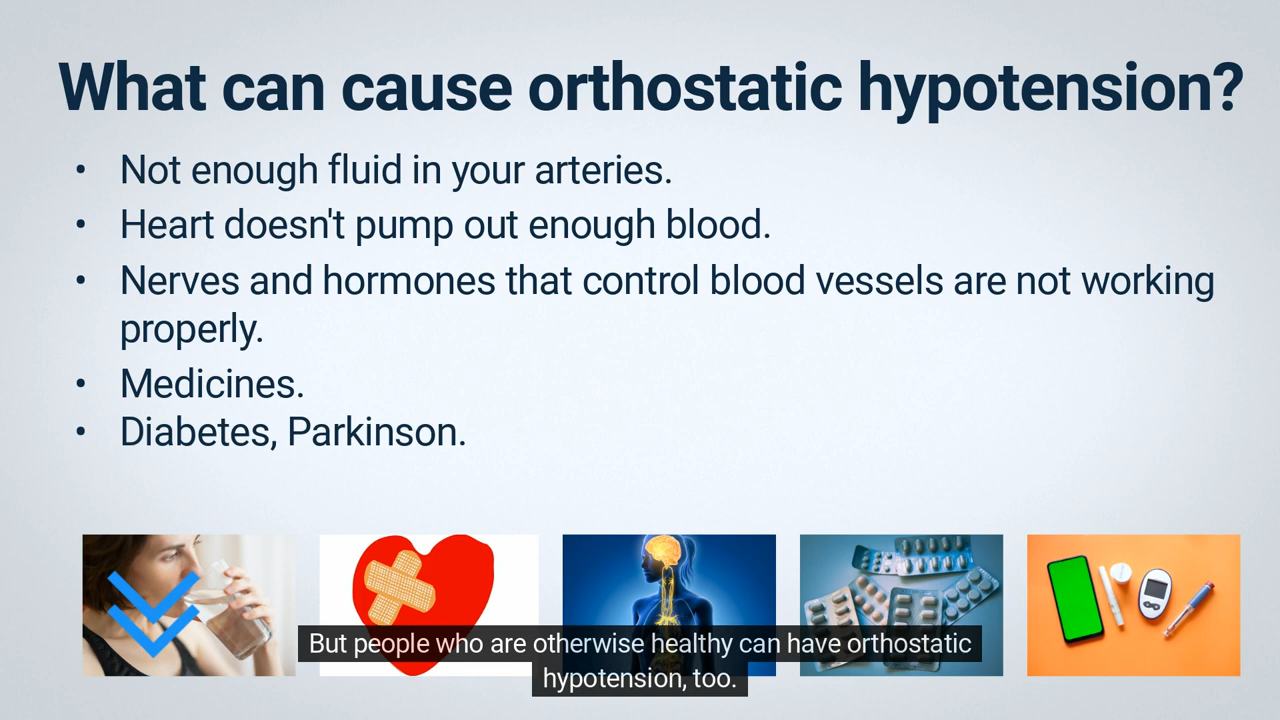 What can cause orthostatic hypotension?
• Not enough fluid in your arteries.
• Heart doesn't pump out enough blood.
• Nerves and hormones that control blood vessels are not working
properly.
• Medicines.
• Diabetes, Parkinson.
But people who are otherwise healthy can have orthostatic
hypotension, too.